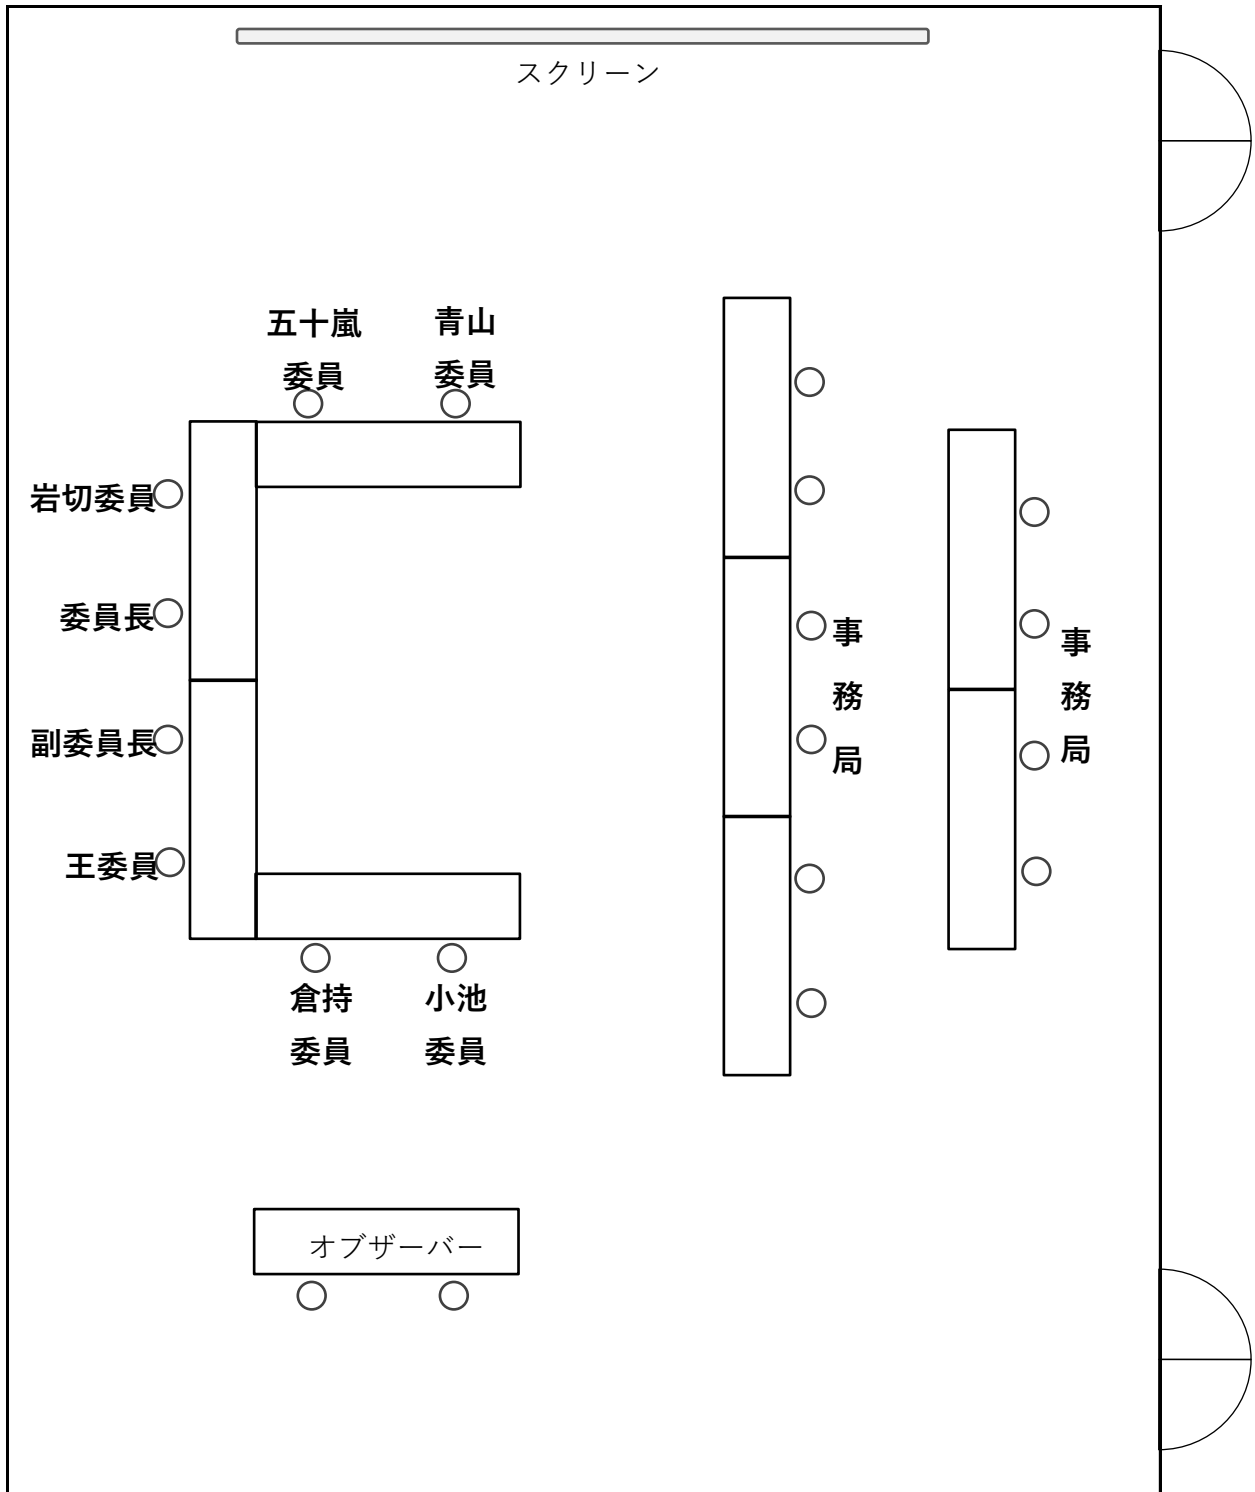 スクリーン
五十嵐
委員
青山
委員
岩切委員
委員長
副委員長
王委員
倉持
委員
小池
委員
事務局
事務局
オブザーバー